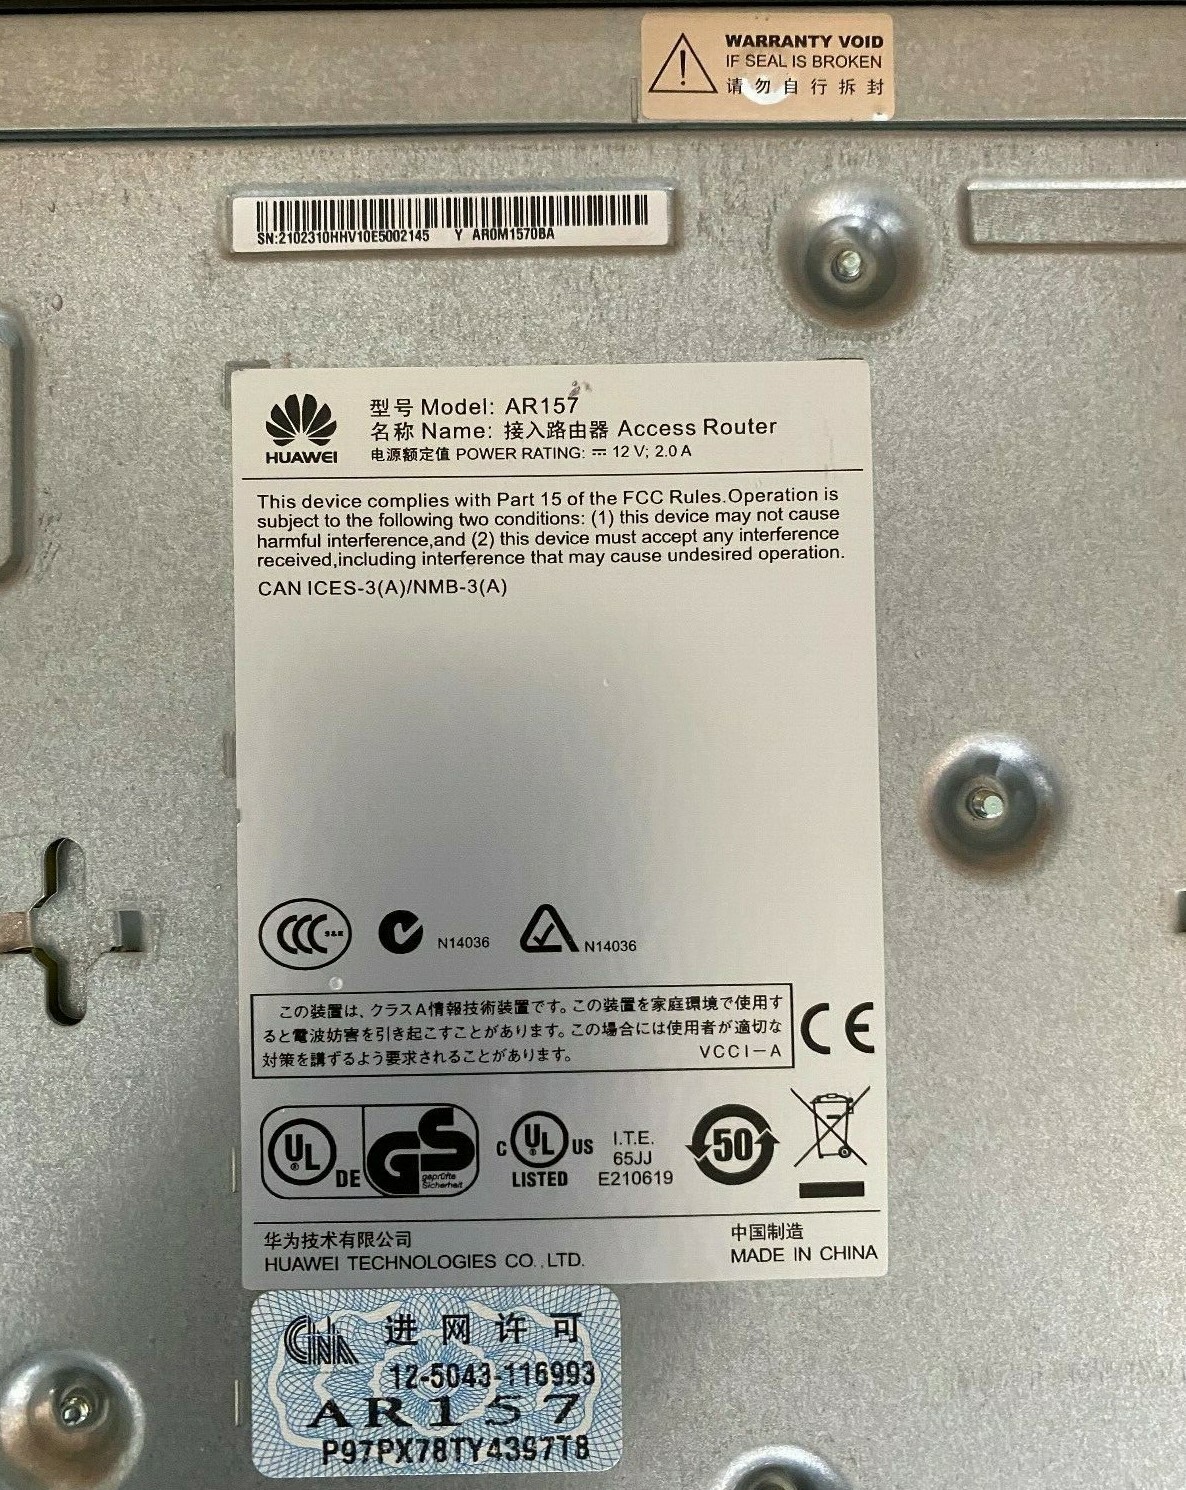 WARRANTY VOID
IF SEAL IS BROKEN
请勿自行拆封
SN:2102310HHV10E5002145 Y AR0M1570BA
HUAWEI
型号 Model: AR157
名称 Name: 接入路由器 Access Router
电源额定值 POWER RATING: ⎓ 12 V; 2.0 A
This device complies with Part 15 of the FCC Rules.Operation is
subject to the following two conditions: (1) this device may not cause
harmful interference,and (2) this device must accept any interference
received,including interference that may cause undesired operation.
CAN ICES-3(A)/NMB-3(A)
CCC S&E N14036 N14036
この装置は、クラスA情報技術装置です。この装置を家庭環境で使用す
ると電波妨害を引き起こすことがあります。この場合には使用者が適切な
対策を講ずるよう要求されることがあります。 VCCI-A
CE
UL DE GS geprüfte Sicherheit
C UL US LISTED
I.T.E.
65JJ
E210619
50
华为技术有限公司
HUAWEI TECHNOLOGIES CO.,LTD.
中国制造
MADE IN CHINA
进网许可
12-5043-116993
AR157
P97PX78TY4397T8